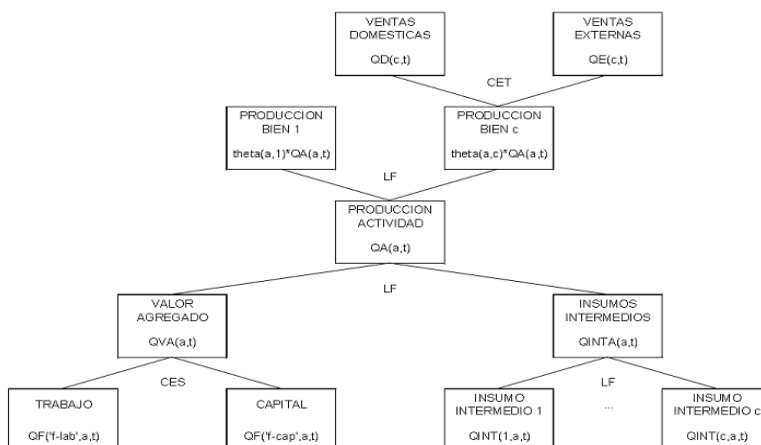 VENTAS
DOMESTICAS
QD(c,t)
VENTAS
EXTERNAS
QE(c,t)
CET
PRODUCCION
BIEN 1
theta(a,1)*QA(a,t)
PRODUCCION
BIEN c
theta(a,c)*QA(a,t)
LF
PRODUCCION
ACTIVIDAD
QA(a,t)
LF
VALOR
AGREGADO
QVA(a,t)
INSUMOS
INTERMEDIOS
QINTA(a,t)
CES
LF
TRABAJO
QF('f-lab',a,t)
CAPITAL
QF('f-cap',a,t)
INSUMO
INTERMEDIO 1
QINT(1,a,t)
...
INSUMO
INTERMEDIO c
QINT(c,a,t)